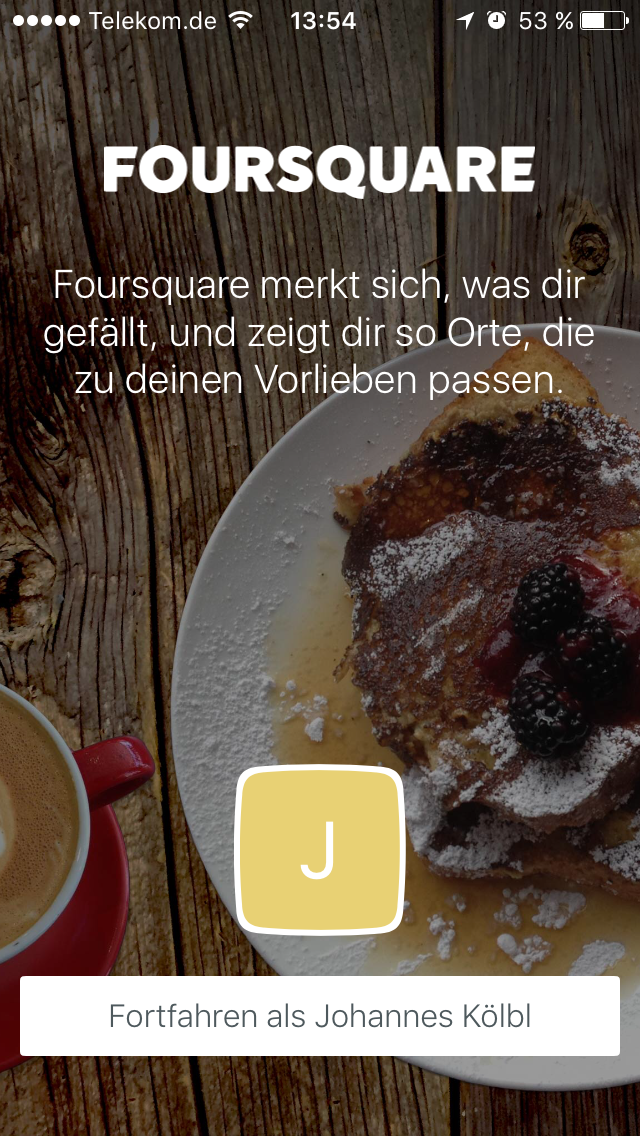 Telekom.de 13:54 53 %
FOURSQUARE
Foursquare merkt sich, was dir
gefällt, und zeigt dir so Orte, die
zu deinen Vorlieben passen.
J
Fortfahren als Johannes Kölbl